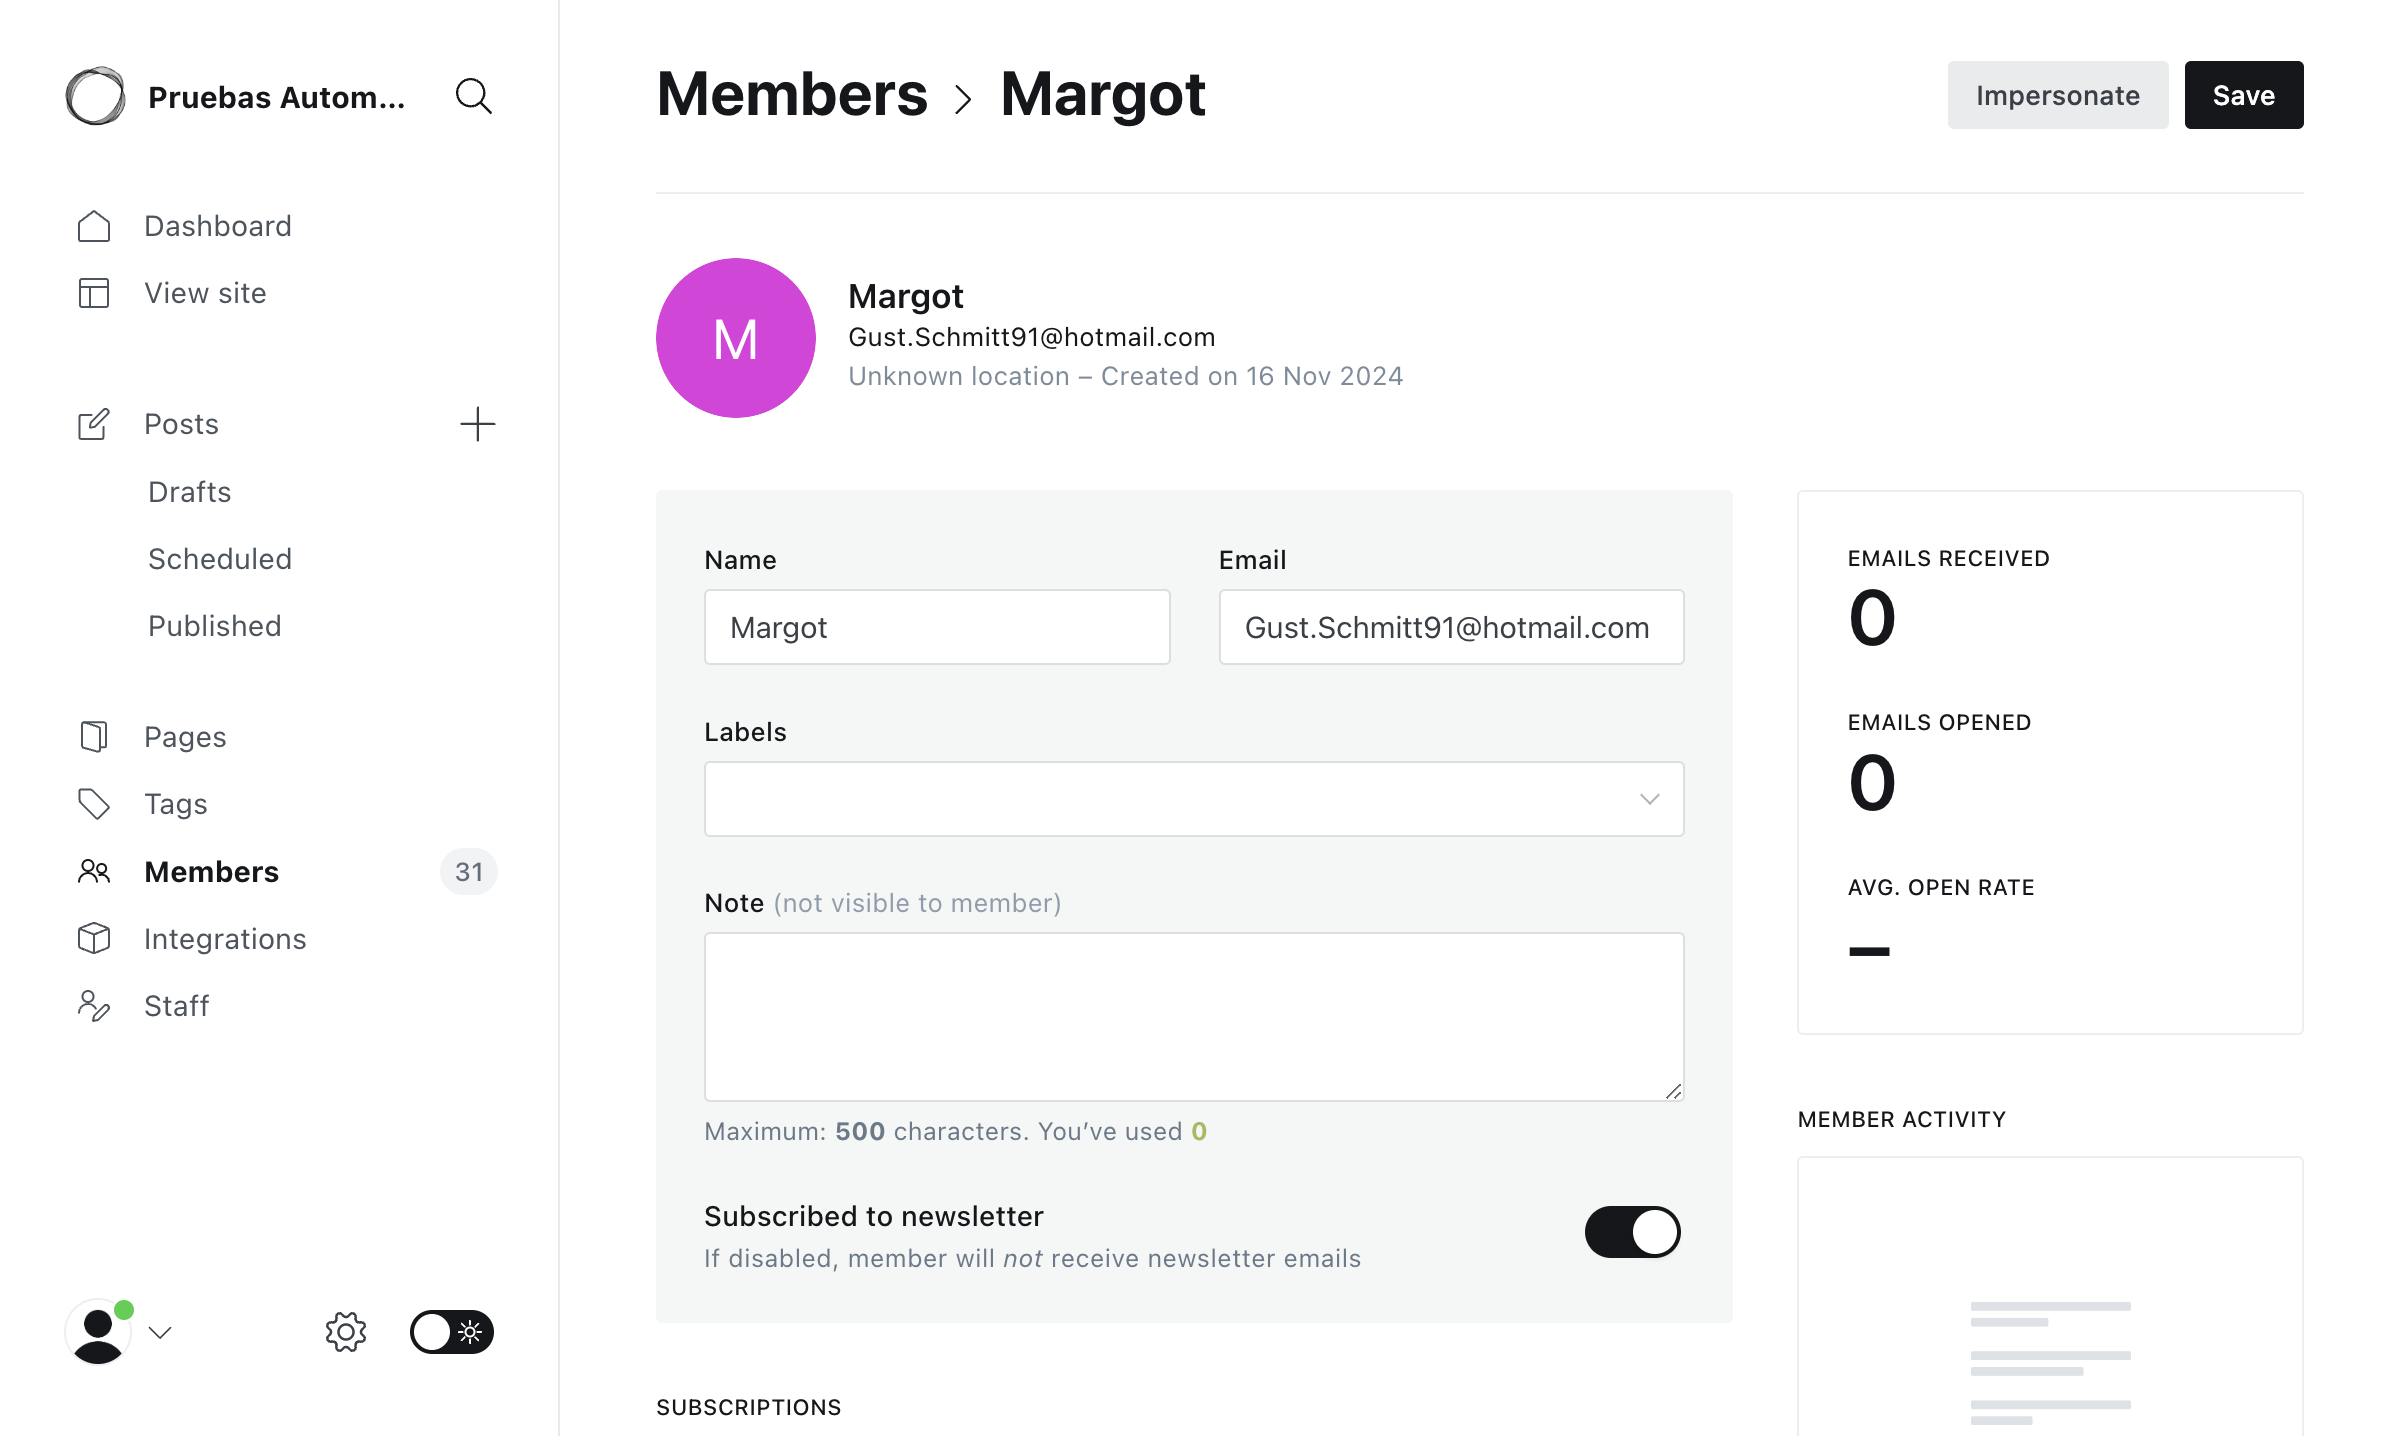 Pruebas Autom...
Dashboard
View site
Posts
Drafts
Scheduled
Published
Pages
Tags
Members
31
Integrations
Staff
Members > Margot
Impersonate
Save
M
Margot
Gust.Schmitt91@hotmail.com
Unknown location – Created on 16 Nov 2024
Name
Margot
Email
Gust.Schmitt91@hotmail.com
Labels
Note (not visible to member)
Maximum: 500 characters. You’ve used 0
Subscribed to newsletter
If disabled, member will not receive newsletter emails
SUBSCRIPTIONS
EMAILS RECEIVED
0
EMAILS OPENED
0
AVG. OPEN RATE
–
MEMBER ACTIVITY